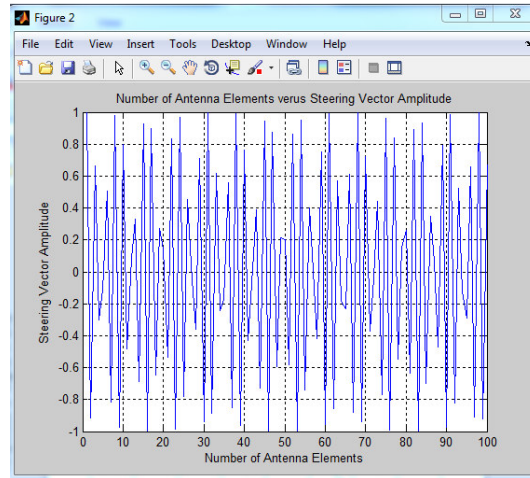 Figure 2
File Edit View Insert Tools Desktop Window Help
Number of Antenna Elements verus Steering Vector Amplitude
1
0.8
0.6
0.4
0.2
0
-0.2
-0.4
-0.6
-0.8
-1
Steering Vector Amplitude
0 10 20 30 40 50 60 70 80 90 100
Number of Antenna Elements